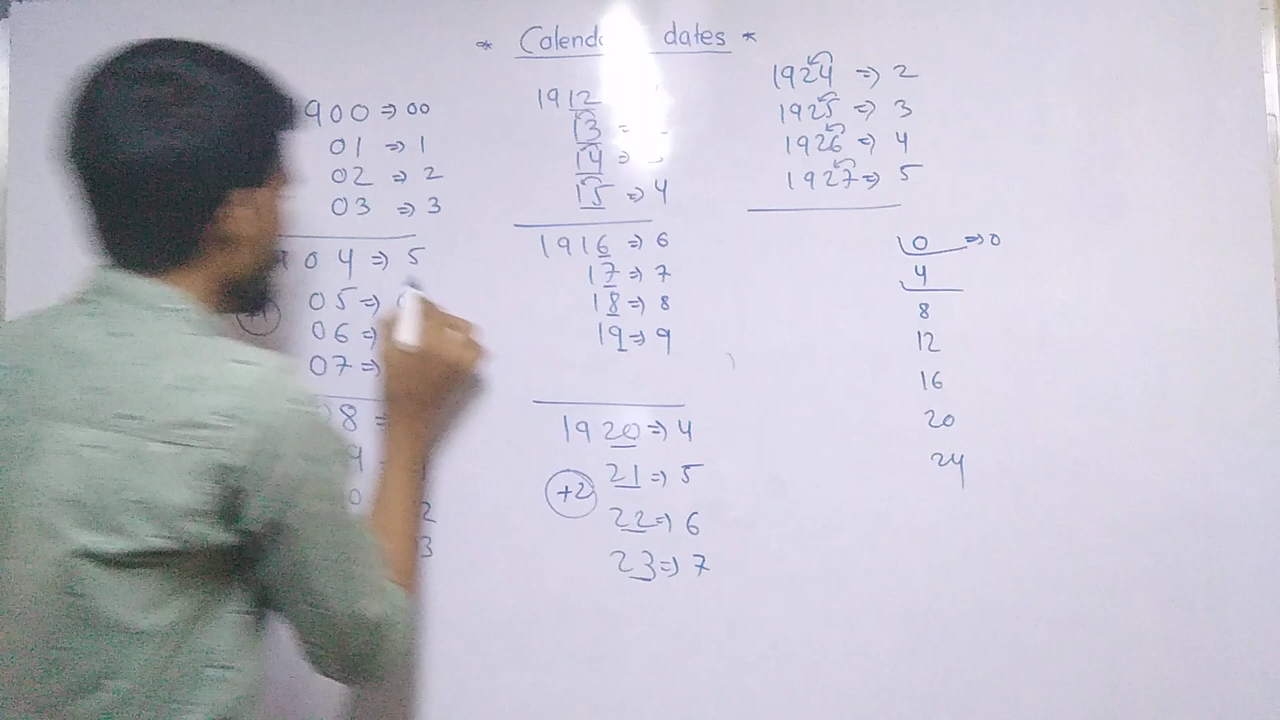 * Calend dates *
900 => 00
01 => 1
02 => 2
03 => 3
04 => 5
05 =>
06 =>
07 =>
8 =
9
0 2
3
1912
13 =
14 =>
15 => 4
1916 => 6
17 => 7
18 => 8
19 => 9
1920 => 4
+2 21 => 5
22 => 6
23 => 7
1924 => 2
1925 => 3
1926 => 4
1927 => 5
0 => 0
4
8
12
16
20
24